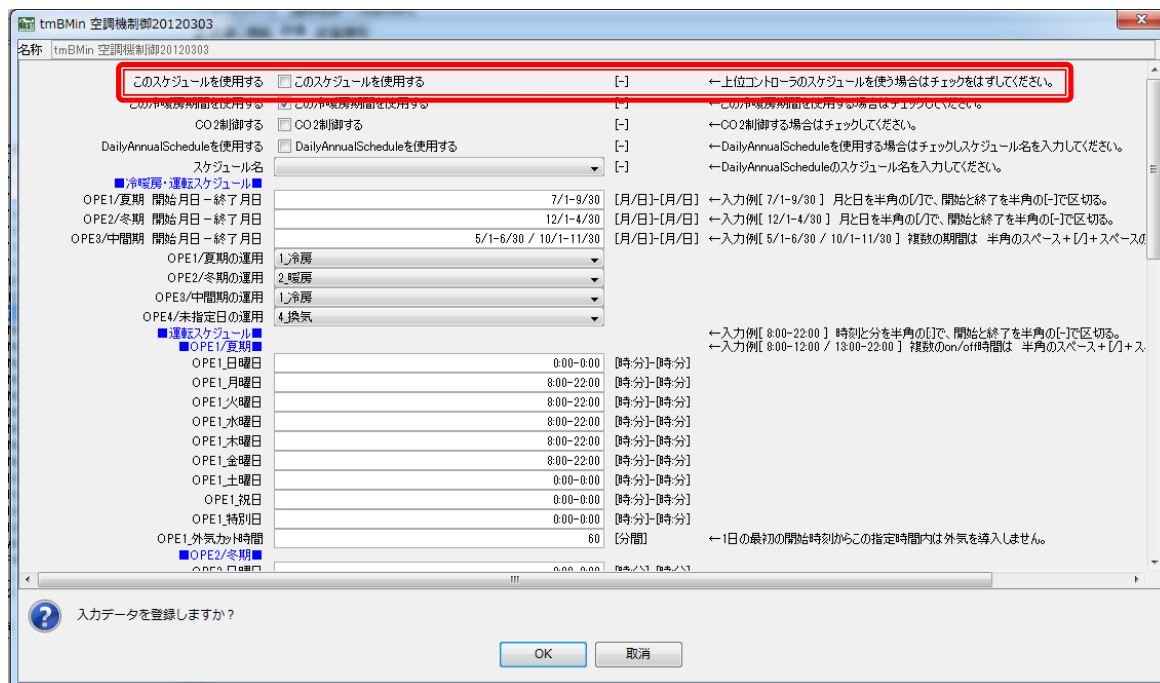 tmBMin 空調機制御20120303
名称 tmBMin 空調機制御20120303
このスケジュールを使用する このスケジュールを使用する [-] ←上位コントローラのスケジュールを使う場合はチェックをはずしてください。
この冷暖房期間を使用する この冷暖房期間を使用する [-] ←この冷暖房期間を使用する場合はチェックしてください。
CO2制御する CO2制御する [-] ←CO2制御する場合はチェックしてください。
DailyAnnualScheduleを使用する DailyAnnualScheduleを使用する [-] ←DailyAnnualScheduleを使用する場合はチェックしスケジュール名を入力してください。
スケジュール名 [-] ←DailyAnnualScheduleのスケジュール名を入力してください。
■冷暖房・運転スケジュール■
OPE1/夏期 開始月日－終了月日 7/1-9/30 [月/日]-[月/日] ←入力例[ 7/1-9/30 ] 月と日を半角の[/]で、開始と終了を半角の[-]で区切る。
OPE2/冬期 開始月日－終了月日 12/1-4/30 [月/日]-[月/日] ←入力例[ 12/1-4/30 ] 月と日を半角の[/]で、開始と終了を半角の[-]で区切る。
OPE3/中間期 開始月日－終了月日 5/1-6/30 / 10/1-11/30 [月/日]-[月/日] ←入力例[ 5/1-6/30 / 10/1-11/30 ] 複数の期間は 半角のスペース+[/]+スペースの
OPE1/夏期の運用 1_冷房
OPE2/冬期の運用 2_暖房
OPE3/中間期の運用 1_冷房
OPE4/未指定日の運用 4_換気
■運転スケジュール■ ←入力例[ 8:00-22:00 ] 時刻と分を半角の[:]で、開始と終了を半角の[-]で区切る。
■OPE1/夏期■ ←入力例[ 8:00-12:00 / 13:00-22:00 ] 複数のon/off時間は 半角のスペース+[/]+ス
OPE1_日曜日 0:00-0:00 [時:分]-[時:分]
OPE1_月曜日 8:00-22:00 [時:分]-[時:分]
OPE1_火曜日 8:00-22:00 [時:分]-[時:分]
OPE1_水曜日 8:00-22:00 [時:分]-[時:分]
OPE1_木曜日 8:00-22:00 [時:分]-[時:分]
OPE1_金曜日 8:00-22:00 [時:分]-[時:分]
OPE1_土曜日 0:00-0:00 [時:分]-[時:分]
OPE1_祝日 0:00-0:00 [時:分]-[時:分]
OPE1_特別日 0:00-0:00 [時:分]-[時:分]
OPE1_外気カット時間 60 [分間] ←1日の最初の開始時刻からこの指定時間内は外気を導入しません。
■OPE2/冬期■
OPE2_日曜日 0:00-0:00 [時:分]-[時:分]
入力データを登録しますか？
OK 取消